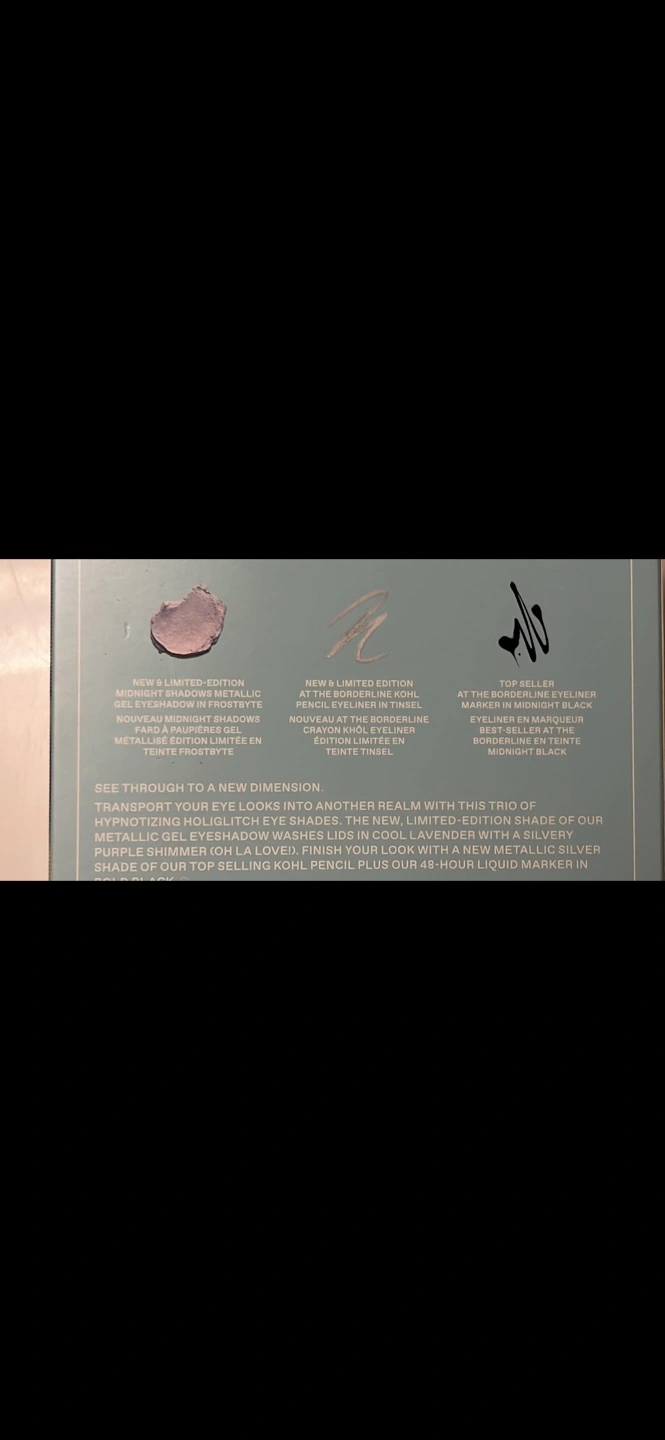 NEW & LIMITED-EDITION
MIDNIGHT SHADOWS METALLIC
GEL EYESHADOW IN FROSTBYTE
NOUVEAU MIDNIGHT SHADOWS
FARD À PAUPIÈRES GEL
MÉTALLISÉ ÉDITION LIMITÉE EN
TEINTE FROSTBYTE
NEW & LIMITED EDITION
AT THE BORDERLINE KOHL
PENCIL EYELINER IN TINSEL
NOUVEAU AT THE BORDERLINE
CRAYON KHÔL EYELINER
ÉDITION LIMITÉE EN
TEINTE TINSEL
TOP SELLER
AT THE BORDERLINE EYELINER
MARKER IN MIDNIGHT BLACK
EYELINER EN MARQUEUR
BEST-SELLER AT THE
BORDERLINE EN TEINTE
MIDNIGHT BLACK
SEE THROUGH TO A NEW DIMENSION.
TRANSPORT YOUR EYE LOOKS INTO ANOTHER REALM WITH THIS TRIO OF
HYPNOTIZING HOLIGLITCH EYE SHADES. THE NEW, LIMITED-EDITION SHADE OF OUR
METALLIC GEL EYESHADOW WASHES LIDS IN COOL LAVENDER WITH A SILVERY
PURPLE SHIMMER (OH LA LOVE!). FINISH YOUR LOOK WITH A NEW METALLIC SILVER
SHADE OF OUR TOP SELLING KOHL PENCIL PLUS OUR 48-HOUR LIQUID MARKER IN